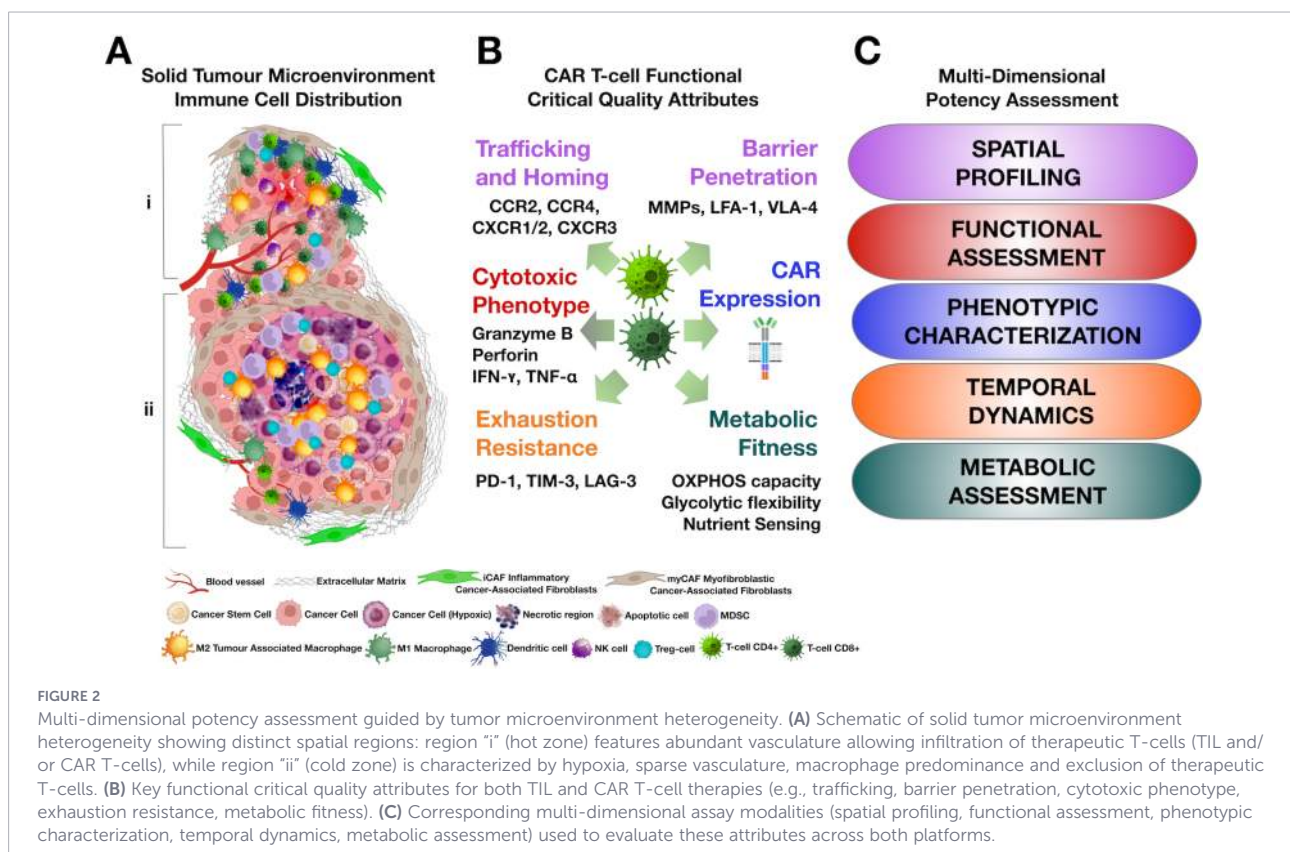 A
Solid Tumour Microenvironment
Immune Cell Distribution
i
ii
B
CAR T-cell Functional
Critical Quality Attributes
Trafficking
and Homing
CCR2, CCR4,
CXCR1/2, CXCR3
Barrier
Penetration
MMPs, LFA-1, VLA-4
Cytotoxic
Phenotype
Granzyme B
Perforin
IFN-γ, TNF-α
CAR
Expression
Exhaustion
Resistance
PD-1, TIM-3, LAG-3
Metabolic
Fitness
OXPHOS capacity
Glycolytic flexibility
Nutrient Sensing
C
Multi-Dimensional
Potency Assessment
SPATIAL
PROFILING
FUNCTIONAL
ASSESSMENT
PHENOTYPIC
CHARACTERIZATION
TEMPORAL
DYNAMICS
METABOLIC
ASSESSMENT
Blood vessel
Extracellular Matrix
iCAF Inflammatory
Cancer-Associated Fibroblasts
myCAF Myofibroblastic
Cancer-Associated Fibroblasts
Cancer Stem Cell
Cancer Cell
Cancer Cell (Hypoxic)
Necrotic region
Apoptotic cell
MDSC
M2 Tumour Associated Macrophage
M1 Macrophage
Dendritic cell
NK cell
Treg-cell
T-cell CD4+
T-cell CD8+
FIGURE 2
Multi-dimensional potency assessment guided by tumor microenvironment heterogeneity. (A) Schematic of solid tumor microenvironment
heterogeneity showing distinct spatial regions: region "i" (hot zone) features abundant vasculature allowing infiltration of therapeutic T-cells (TIL and/
or CAR T-cells), while region "ii" (cold zone) is characterized by hypoxia, sparse vasculature, macrophage predominance and exclusion of therapeutic
T-cells. (B) Key functional critical quality attributes for both TIL and CAR T-cell therapies (e.g., trafficking, barrier penetration, cytotoxic phenotype,
exhaustion resistance, metabolic fitness). (C) Corresponding multi-dimensional assay modalities (spatial profiling, functional assessment, phenotypic
characterization, temporal dynamics, metabolic assessment) used to evaluate these attributes across both platforms.